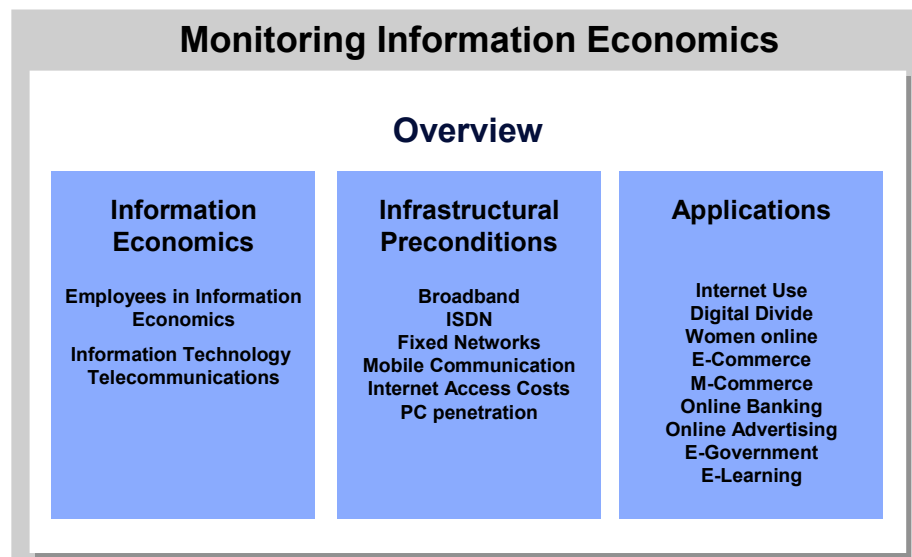 Monitoring Information Economics
Overview
Information
Economics
Employees in Information
Economics
Information Technology
Telecommunications
Infrastructural
Preconditions
Broadband
ISDN
Fixed Networks
Mobile Communication
Internet Access Costs
PC penetration
Applications
Internet Use
Digital Divide
Women online
E-Commerce
M-Commerce
Online Banking
Online Advertising
E-Government
E-Learning